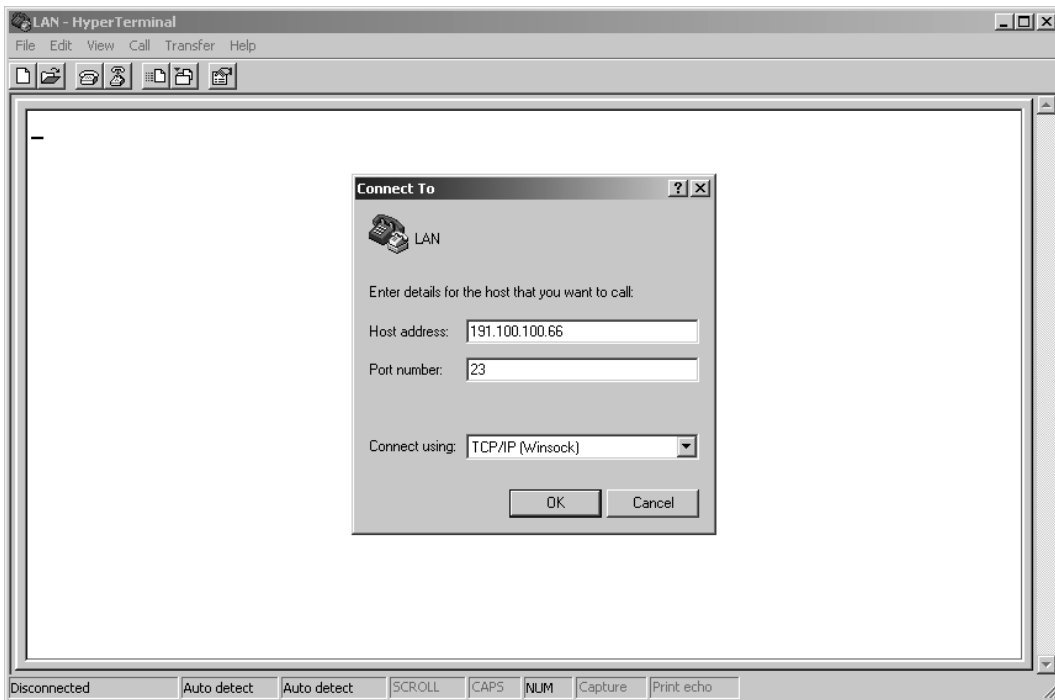 LAN - HyperTerminal
File Edit View Call Transfer Help
Connect To
LAN
Enter details for the host that you want to call:
Host address: 191.100.100.66
Port number: 23
Connect using: TCP/IP (Winsock)
OK Cancel
Disconnected Auto detect Auto detect SCROLL CAPS NUM Capture Print echo